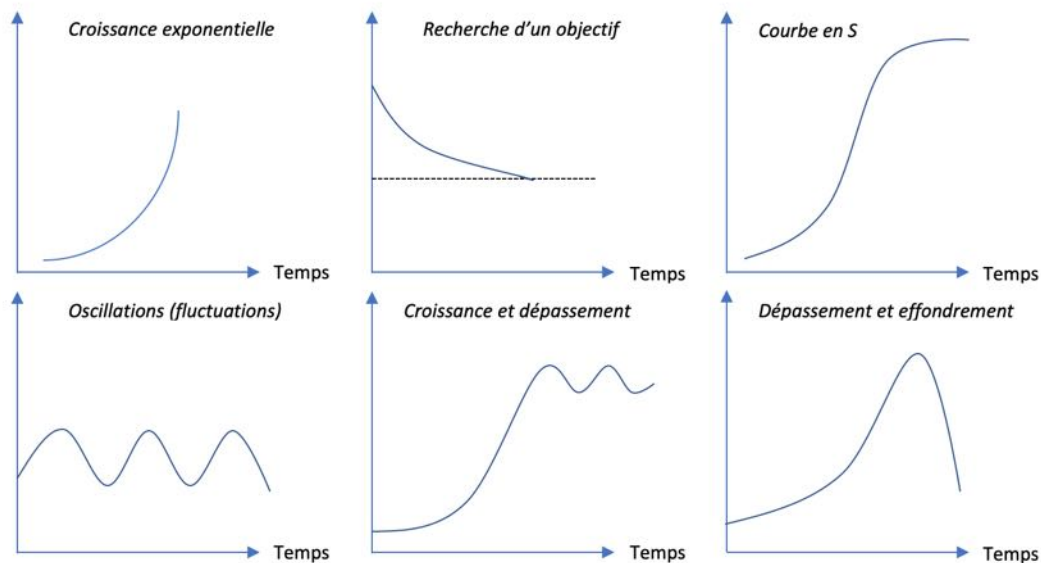 Croissance exponentielle
Recherche d’un objectif
Courbe en S
Temps
Temps
Temps
Oscillations (fluctuations)
Croissance et dépassement
Dépassement et effondrement
Temps
Temps
Temps